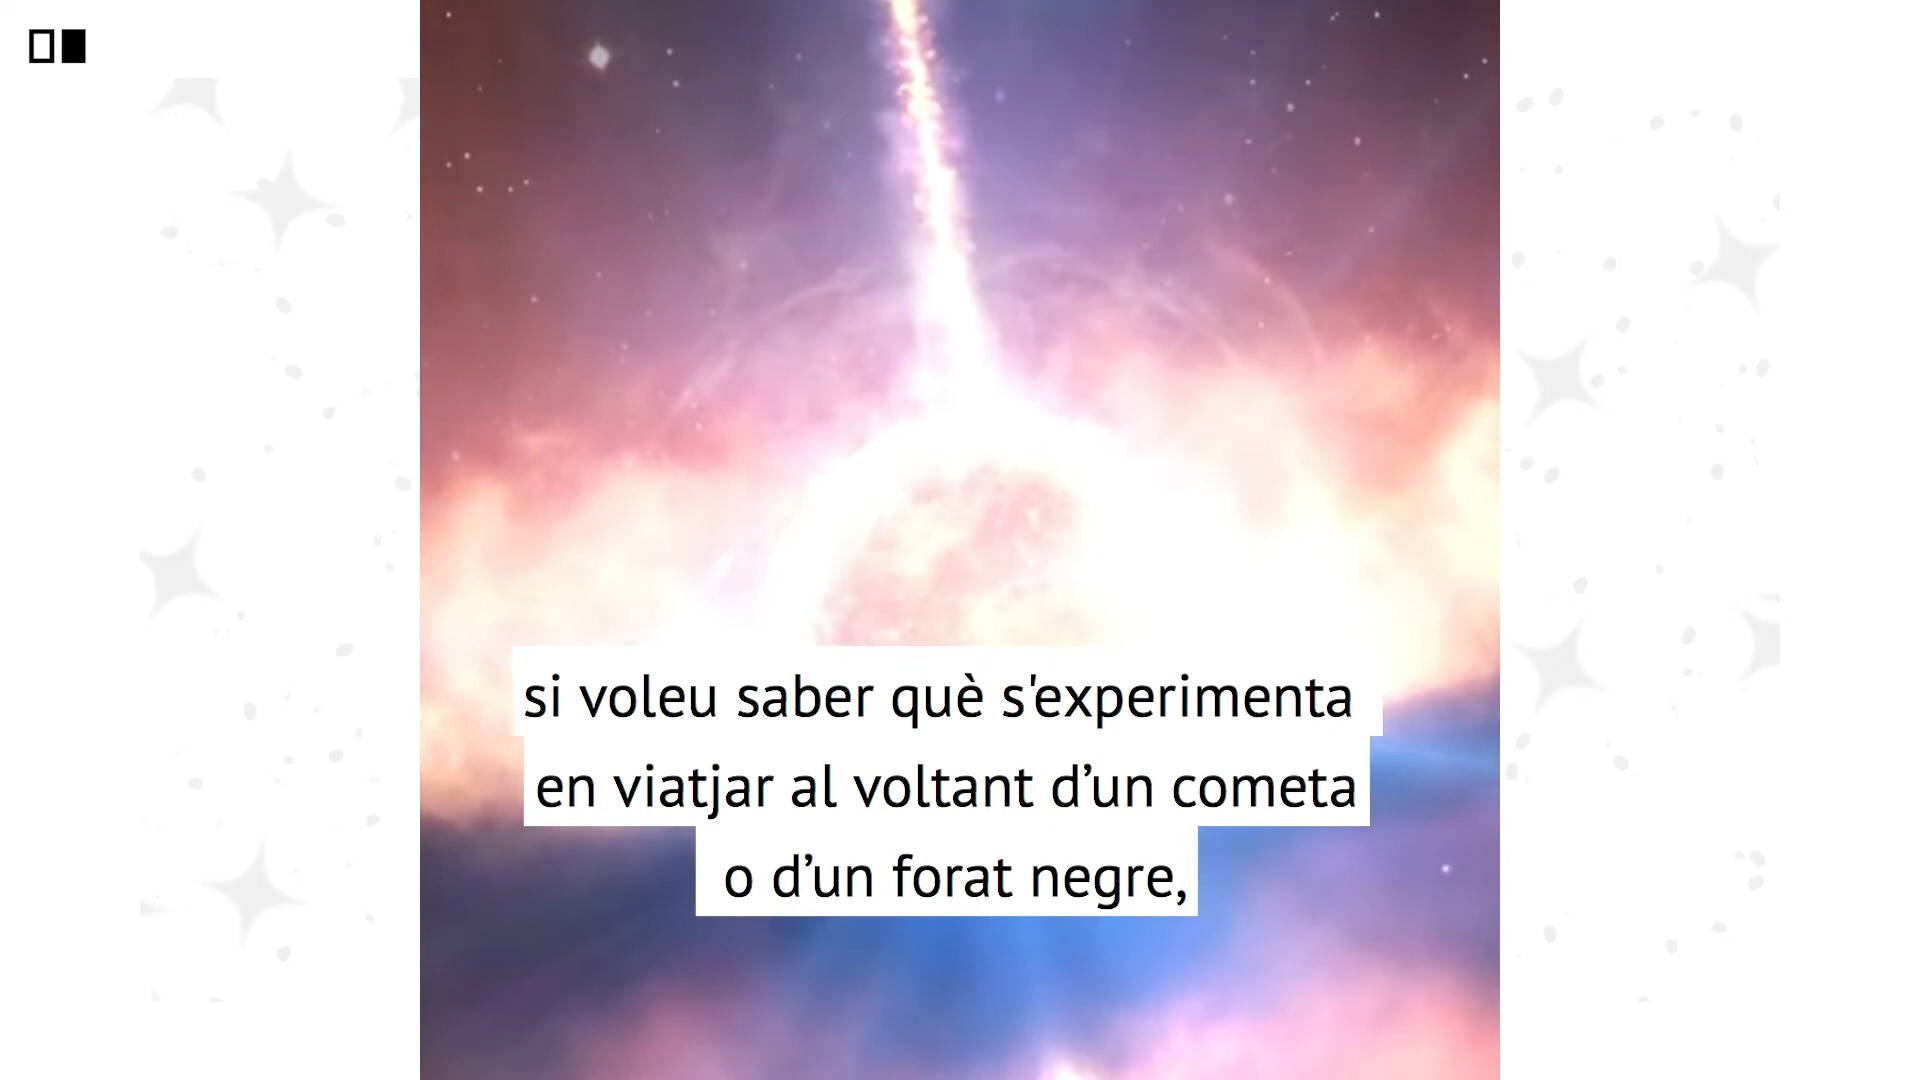 si voleu saber què s'experimenta
en viatjar al voltant d’un cometa
o d’un forat negre,